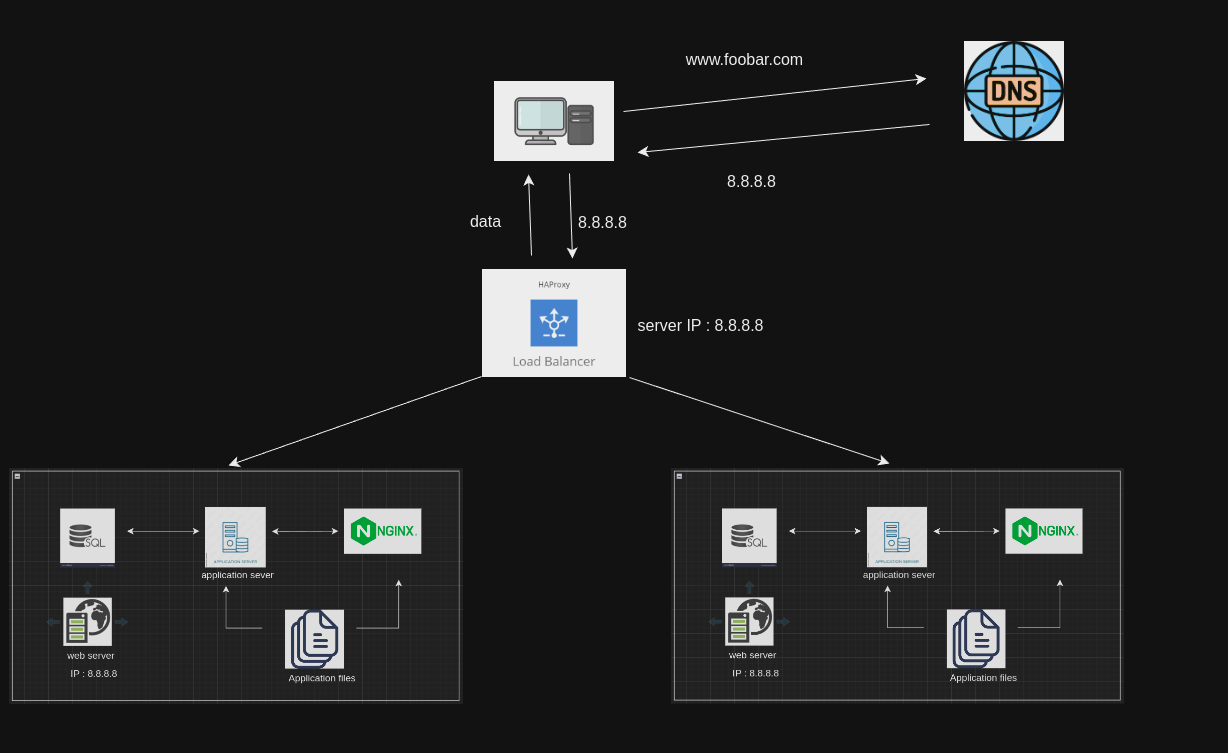 www.foobar.com
DNS
8.8.8.8
data
8.8.8.8
HAProxy
Load Balancer
server IP : 8.8.8.8
SQL
APPLICATION SERVER
NGINX
application sever
web server
IP : 8.8.8.8
Application files
SQL
APPLICATION SERVER
NGINX
application sever
web server
IP : 8.8.8.8
Application files